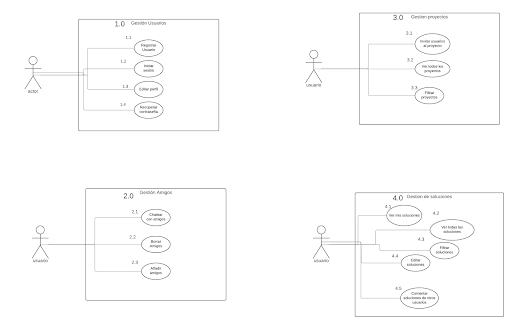 1.0 Gestión Usuarios
1.1
Registrar
Usuario
1.2
Iniciar
sesión
1.3
Editar perfil
1.4
Recuperar
contraseña
actor
3.0 Gestion proyectos
3.1
Invitar usuarios
al proyecto
3.2
Ver todos los
proyectos
3.3
Filtrar
proyectos
usuario
2.0 Gestión Amigos
2.1
Chatear
con amigos
2.2
Borrar
Amigos
2.3
Añadir
amigos
usuario
4.0 Gestion de soluciones
4.1
Ver mis soluciones
4.2
Ver todas las
soluciones
4.3
Filtrar
soluciones
4.4
Editar
soluciones
4.5
Comentar
soluciones de otros
usuarios
usuario